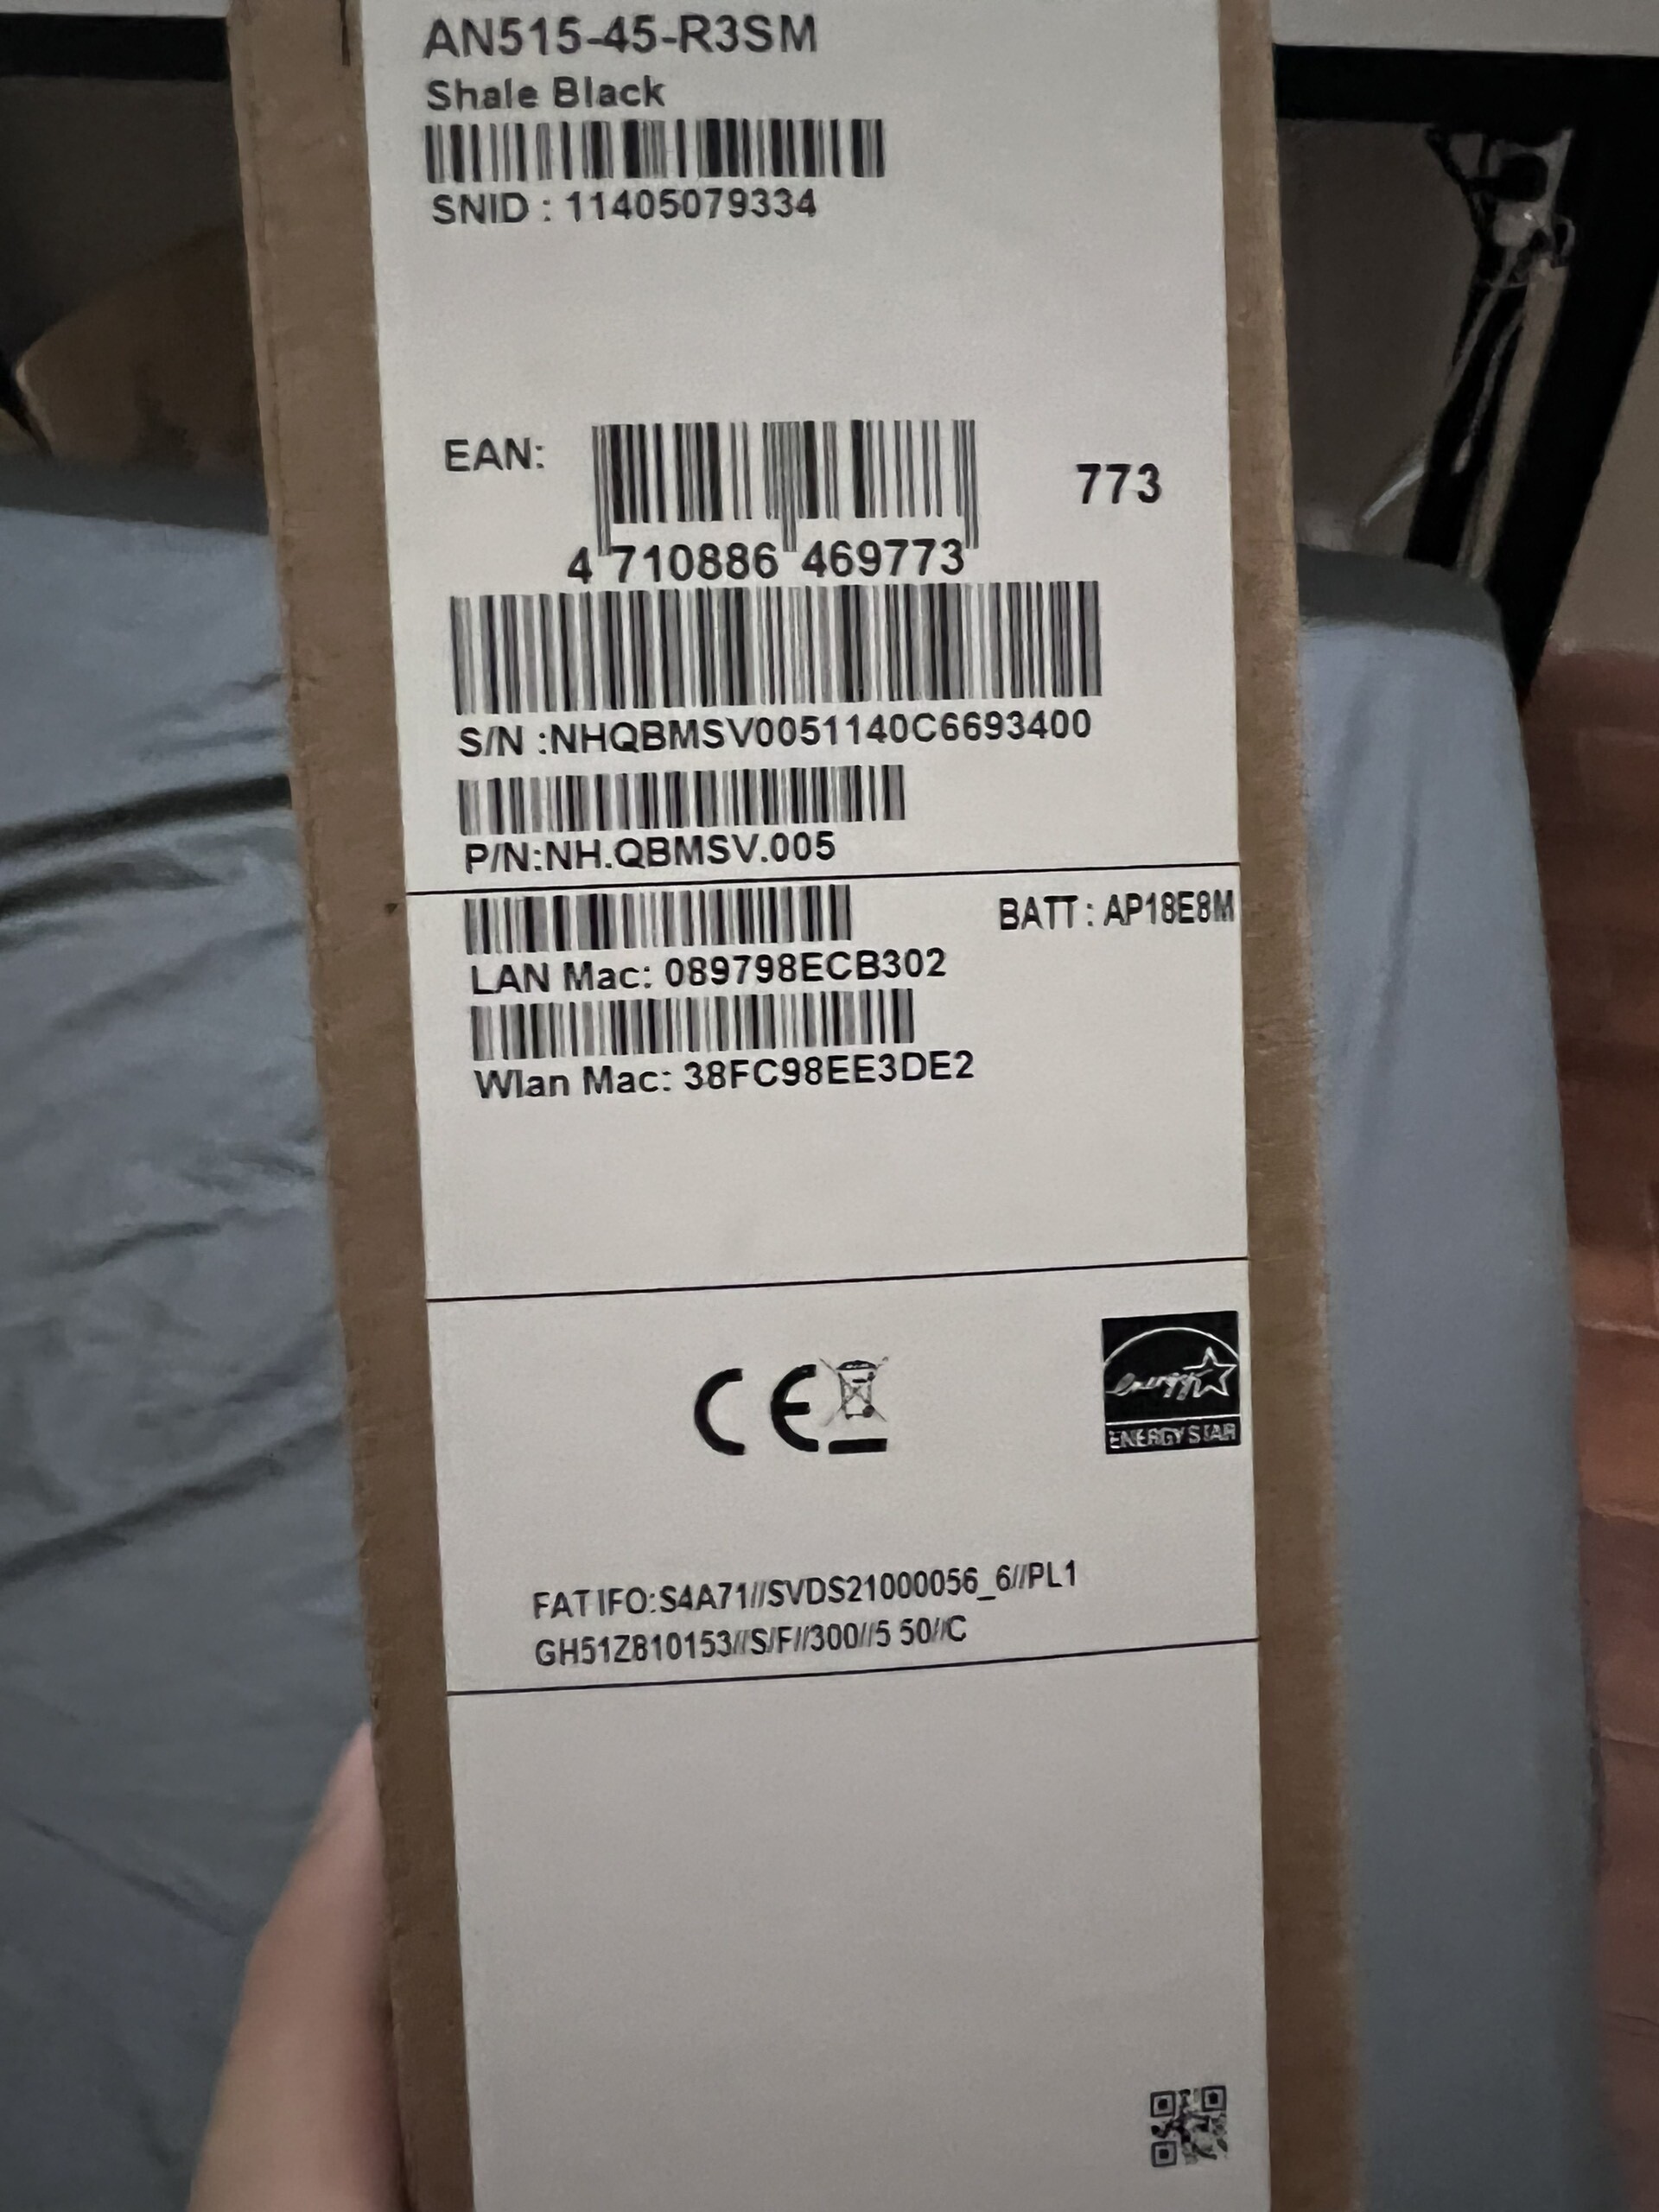 AN515-45-R3SM
Shale Black
SNID : 11405079334
EAN:
773
4 710886 469773
S/N :NHQBMSV0051140C6693400
P/N:NH.QBMSV.005
BATT : AP18E8M
LAN Mac: 089798ECB302
Wlan Mac: 38FC98EE3DE2
CE
energy
ENERGY STAR
FAT IFO:S4A71//SVDS21000056_6//PL1
GH51Z810153//S/F//300//5 50//C